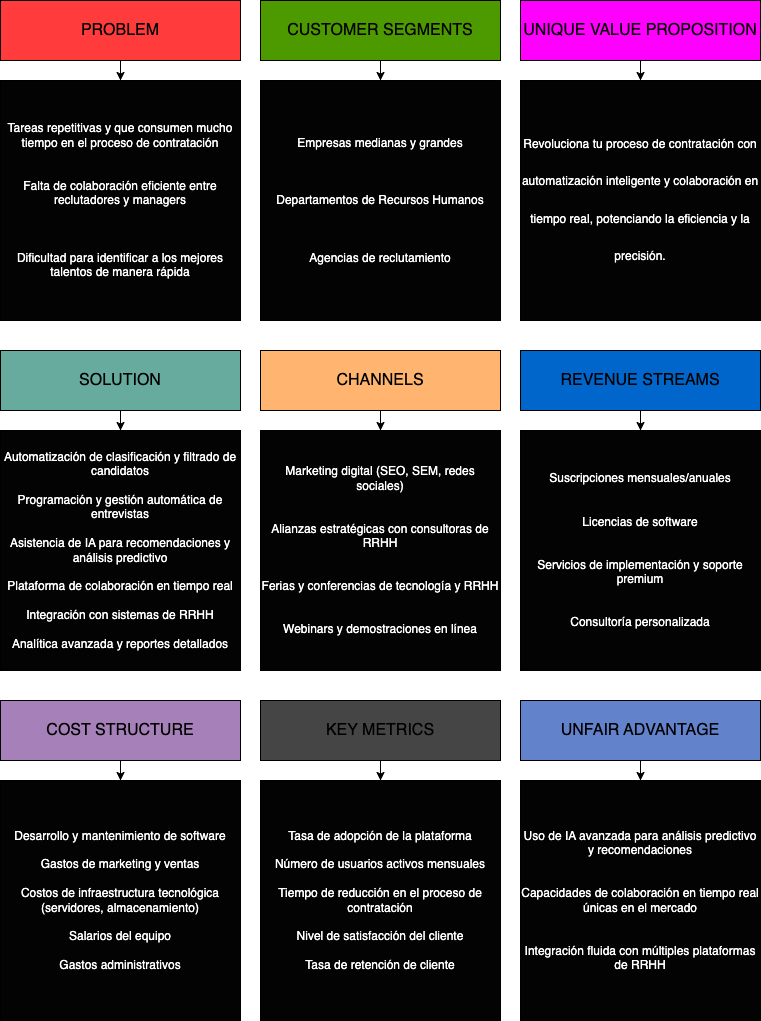 PROBLEM
Tareas repetitivas y que consumen mucho
tiempo en el proceso de contratación
Falta de colaboración eficiente entre
reclutadores y managers
Dificultad para identificar a los mejores
talentos de manera rápida
CUSTOMER SEGMENTS
Empresas medianas y grandes
Departamentos de Recursos Humanos
Agencias de reclutamiento
UNIQUE VALUE PROPOSITION
Revoluciona tu proceso de contratación con
automatización inteligente y colaboración en
tiempo real, potenciando la eficiencia y la
precisión.
SOLUTION
Automatización de clasificación y filtrado de
candidatos
Programación y gestión automática de
entrevistas
Asistencia de IA para recomendaciones y
análisis predictivo
Plataforma de colaboración en tiempo real
Integración con sistemas de RRHH
Analítica avanzada y reportes detallados
CHANNELS
Marketing digital (SEO, SEM, redes
sociales)
Alianzas estratégicas con consultoras de
RRHH
Ferias y conferencias de tecnología y RRHH
Webinars y demostraciones en línea
REVENUE STREAMS
Suscripciones mensuales/anuales
Licencias de software
Servicios de implementación y soporte
premium
Consultoría personalizada
COST STRUCTURE
Desarrollo y mantenimiento de software
Gastos de marketing y ventas
Costos de infraestructura tecnológica
(servidores, almacenamiento)
Salarios del equipo
Gastos administrativos
KEY METRICS
Tasa de adopción de la plataforma
Número de usuarios activos mensuales
Tiempo de reducción en el proceso de
contratación
Nivel de satisfacción del cliente
Tasa de retención de cliente
UNFAIR ADVANTAGE
Uso de IA avanzada para análisis predictivo
y recomendaciones
Capacidades de colaboración en tiempo real
únicas en el mercado
Integración fluida con múltiples plataformas
de RRHH